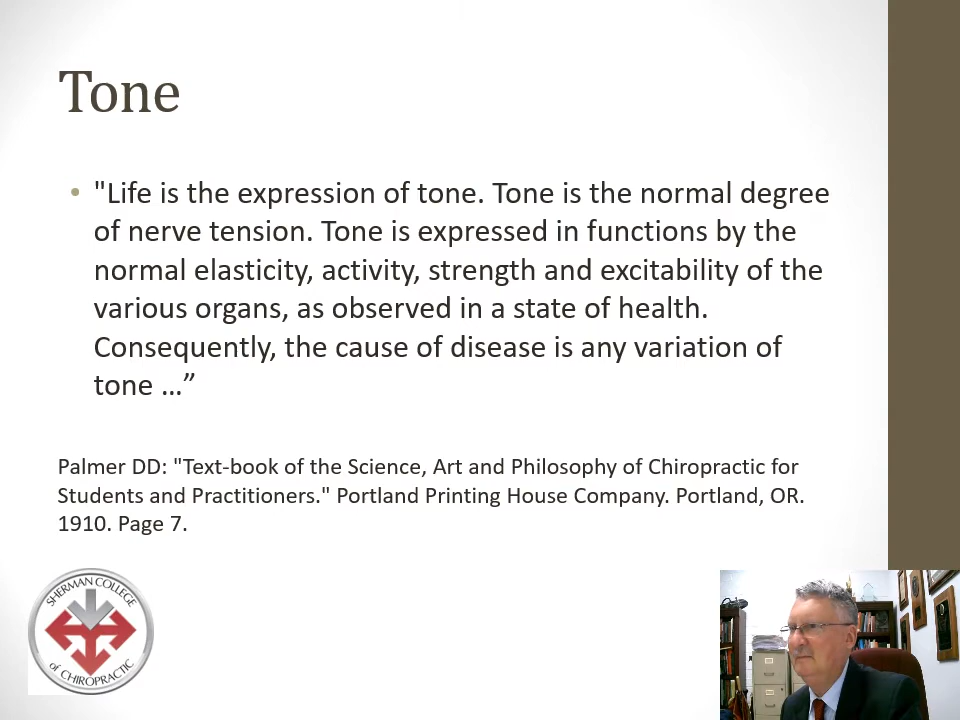 Tone
• "Life is the expression of tone. Tone is the normal degree
of nerve tension. Tone is expressed in functions by the
normal elasticity, activity, strength and excitability of the
various organs, as observed in a state of health.
Consequently, the cause of disease is any variation of
tone …”
Palmer DD: "Text-book of the Science, Art and Philosophy of Chiropractic for
Students and Practitioners." Portland Printing House Company. Portland, OR.
1910. Page 7.
SHERMAN COLLEGE
of CHIROPRACTIC